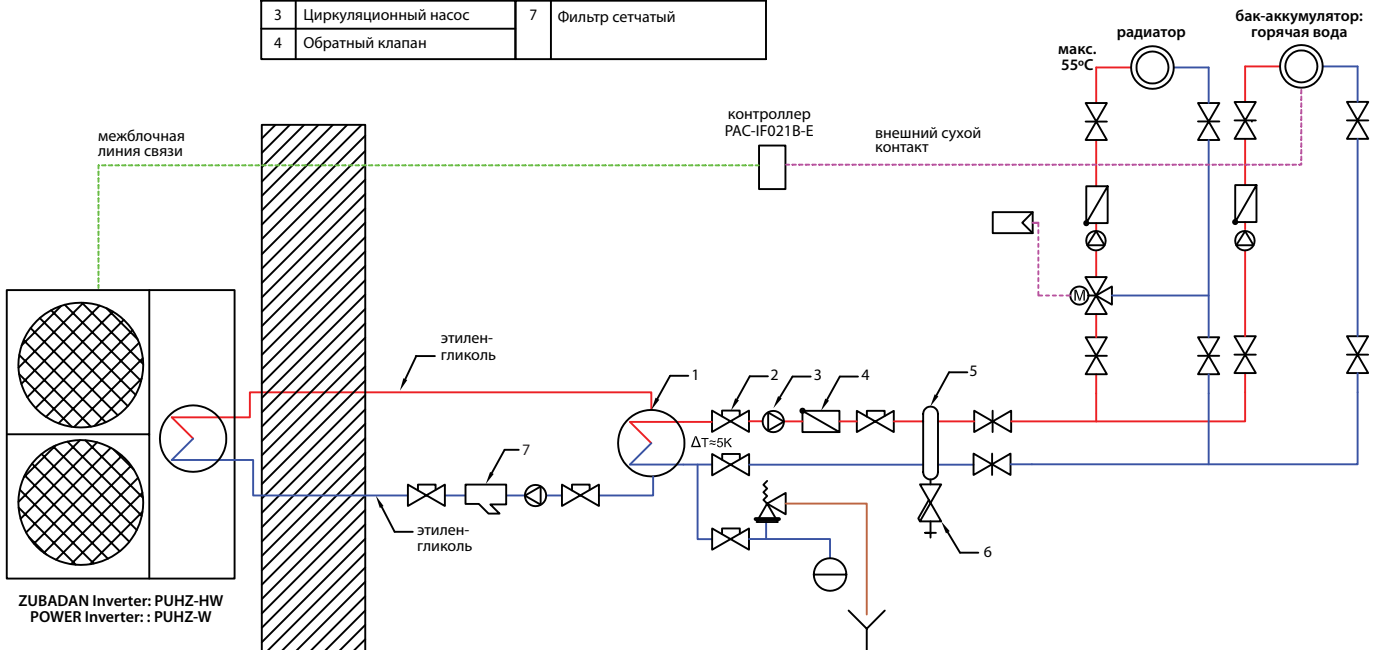 3 Циркуляционный насос 7 Фильтр сетчатый
4 Обратный клапан
бак-аккумулятор:
горячая вода
радиатор
макс.
55ºC
контроллер
PAC-IF021B-E
межблочная
линия связи
внешний сухой
контакт
M
этилен-
гликоль
1
2
3
4
5
ΔT≈5K
7
этилен-
гликоль
6
ZUBADAN Inverter: PUHZ-HW
POWER Inverter: : PUHZ-W